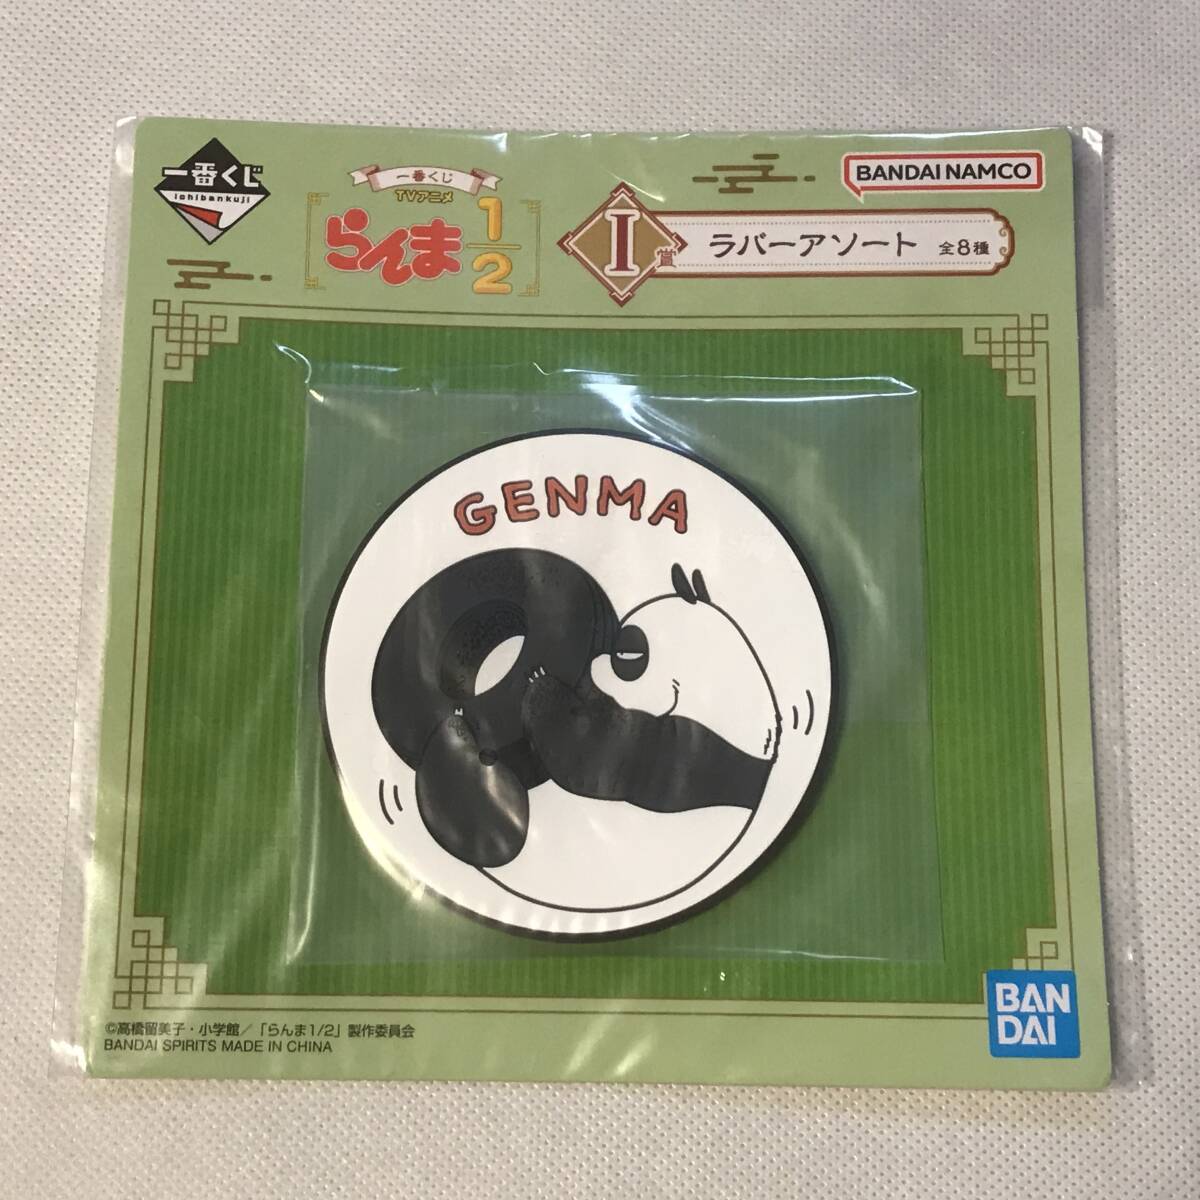 一番くじ
ichibankuji
一番くじ
TVアニメ
らんま1/2
I賞
ラバーアソート 全8種
BANDAI NAMCO
GENMA
©高橋留美子・小学館/「らんま1/2」製作委員会
BANDAI SPIRITS MADE IN CHINA
BAN
DAI